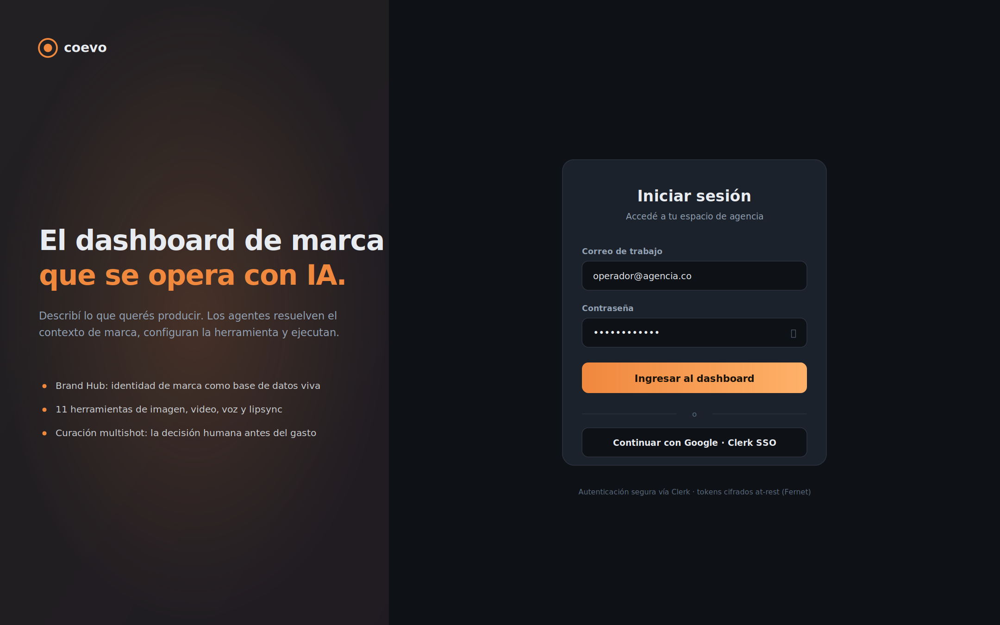 coevo
El dashboard de marca
que se opera con IA.
Describí lo que querés producir. Los agentes resuelven el
contexto de marca, configuran la herramienta y ejecutan.
Brand Hub: identidad de marca como base de datos viva
11 herramientas de imagen, video, voz y lipsync
Curación multishot: la decisión humana antes del gasto
Iniciar sesión
Accedé a tu espacio de agencia
Correo de trabajo
operador@agencia.co
Contraseña
••••••••••••
Ingresar al dashboard
o
Continuar con Google · Clerk SSO
Autenticación segura vía Clerk · tokens cifrados at-rest (Fernet)